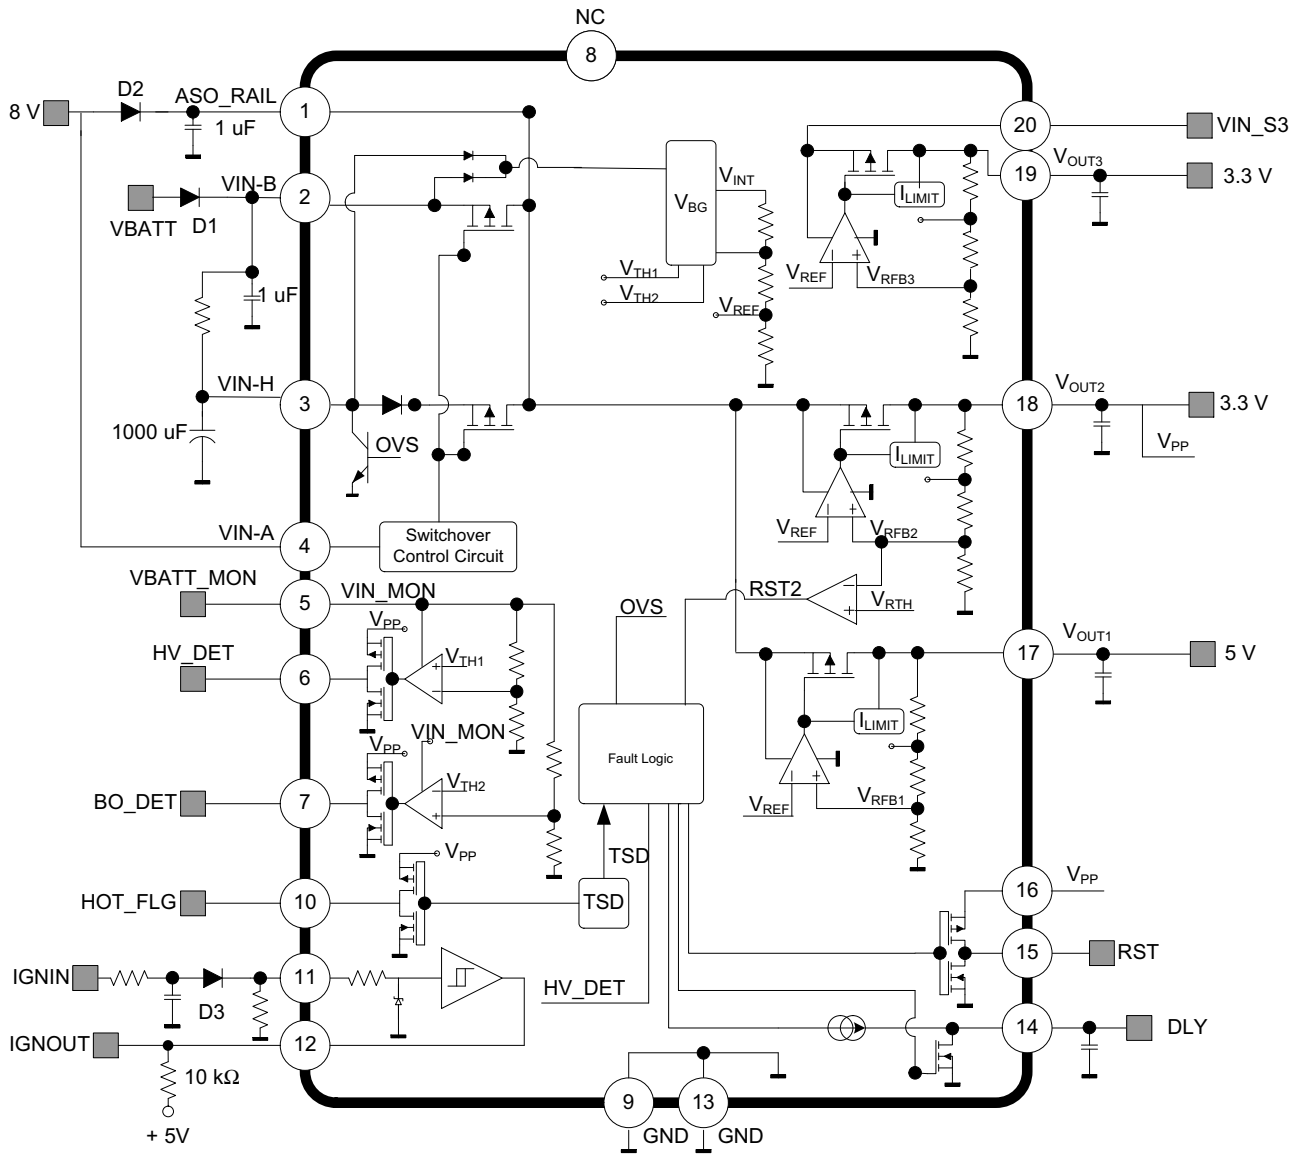 NC
8
8 V
D2
ASO_RAIL
1
1 uF
20
VIN_S3
VBATT
D1
VIN-B
2
1 uF
VBG
VINT
VTH1
VTH2
VREF
ILIMIT
VREF
VRFB3
19
VOUT3
3.3 V
VIN-H
3
1000 uF
OVS
18
VOUT2
3.3 V
VPP
ILIMIT
VREF
VRFB2
VIN-A
4
Switchover
Control Circuit
RST2
VRTH
VBATT_MON
5
VIN_MON
VPP
VTH1
OVS
HV_DET
6
17
VOUT1
5 V
ILIMIT
VREF
VRFB1
Fault Logic
VIN_MON
VPP
VTH2
BO_DET
7
VPP
TSD
TSD
HOT_FLG
10
16
VPP
15
RST
IGNIN
D3
11
HV_DET
IGNOUT
12
10 kΩ
+ 5V
14
DLY
9
GND
13
GND